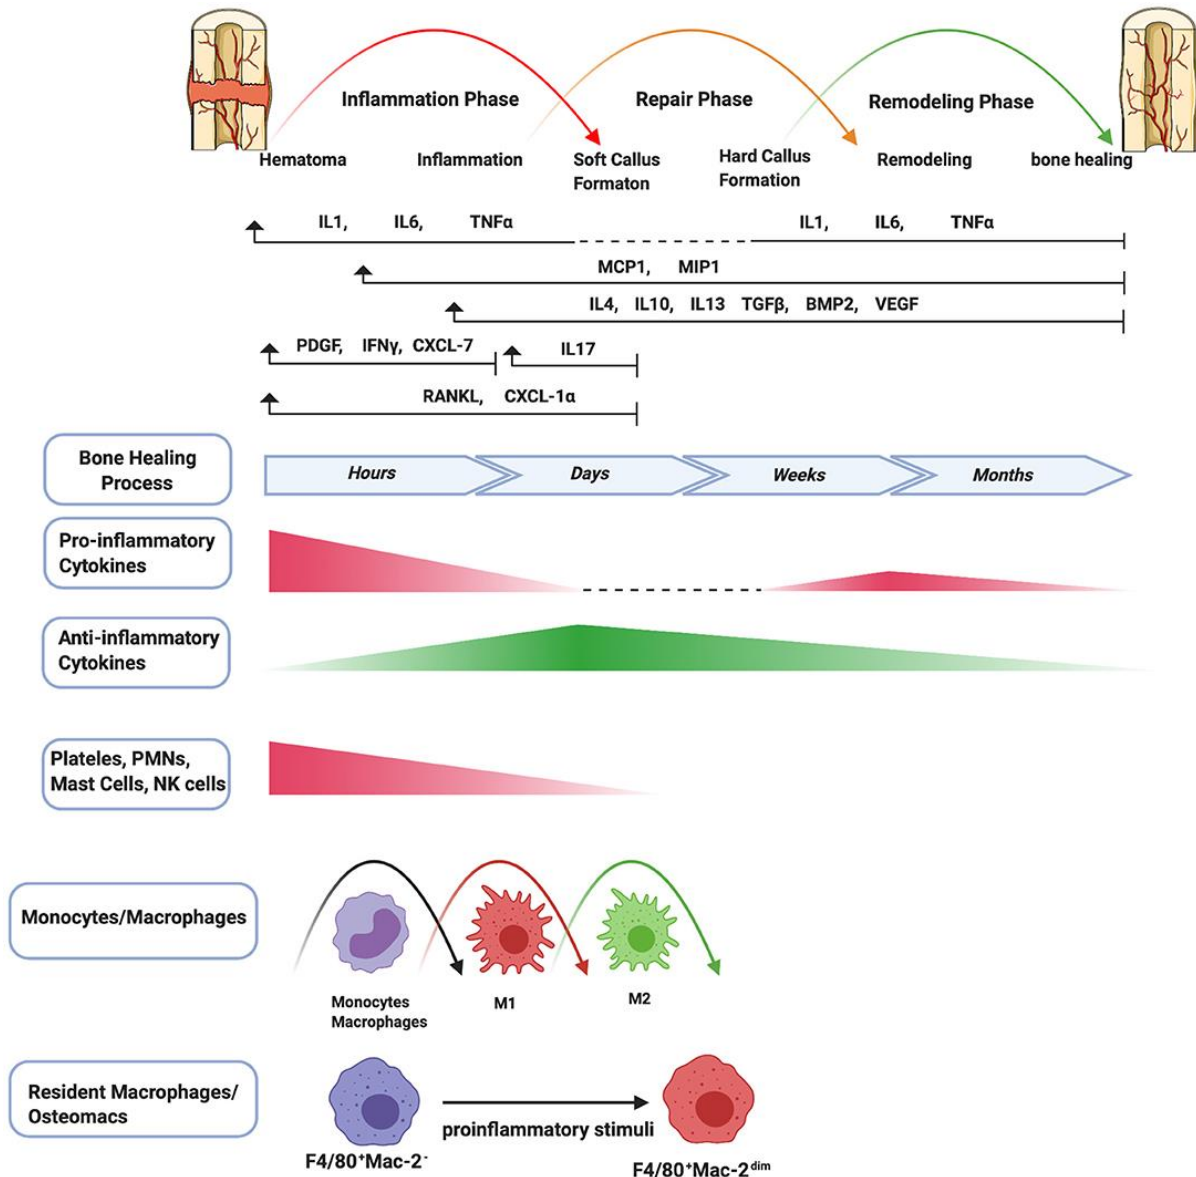 Inflammation Phase
Repair Phase
Remodeling Phase
Hematoma
Inflammation
Soft Callus
Formaton
Hard Callus
Formation
Remodeling
bone healing
IL1, IL6, TNFα
IL1, IL6, TNFα
MCP1, MIP1
IL4, IL10, IL13 TGFβ, BMP2, VEGF
PDGF, IFNγ, CXCL-7
IL17
RANKL, CXCL-1α
Bone Healing
Process
Hours
Days
Weeks
Months
Pro-inflammatory
Cytokines
Anti-inflammatory
Cytokines
Plateles, PMNs,
Mast Cells, NK cells
Monocytes/Macrophages
Monocytes
Macrophages
M1
M2
Resident Macrophages/
Osteomacs
proinflammatory stimuli
F4/80⁺Mac-2⁻
F4/80⁺Mac-2ᵈⁱᵐ